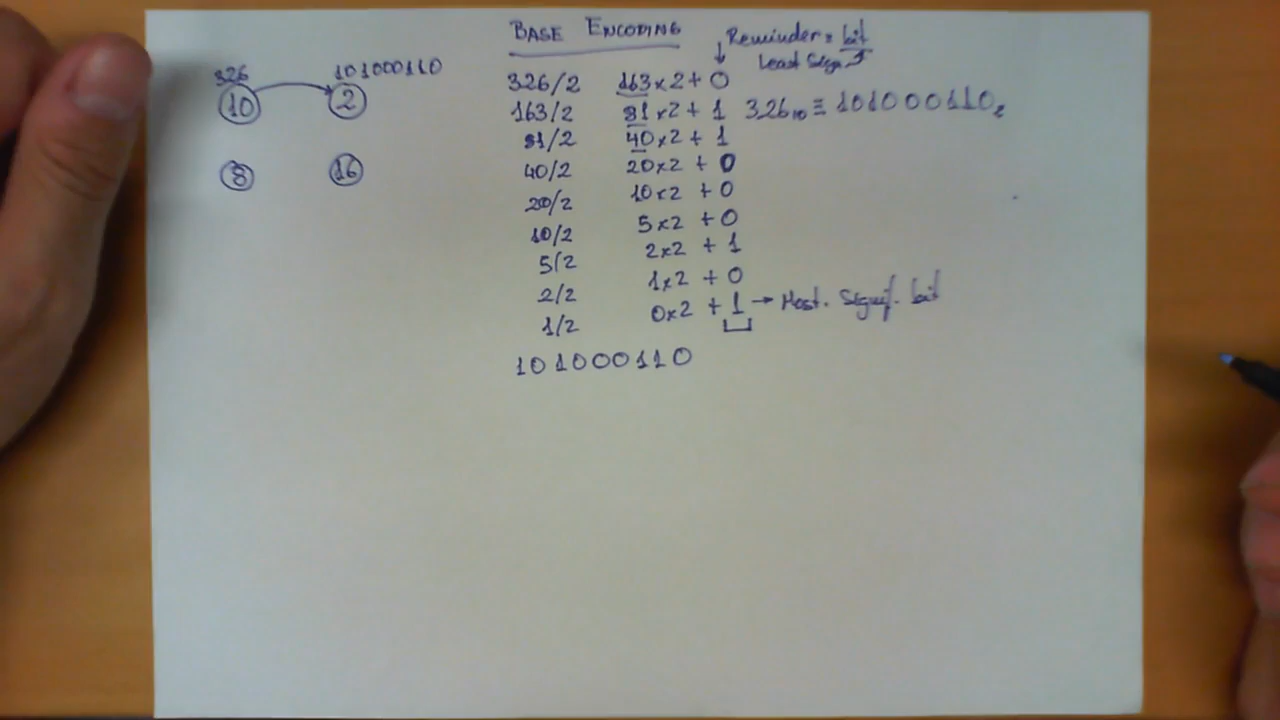 BASE ENCODING
Reminder = bit
Least Sign.
326
101000110
10
2
8
16
326/2 163x2 + 0
163/2 81x2 + 1
81/2 40x2 + 1
40/2 20x2 + 0
20/2 10x2 + 0
10/2 5x2 + 0
5/2 2x2 + 1
2/2 1x2 + 0
1/2 0x2 + 1 → Most. Signif. bit
101000110
326₁₀ ≡ 101000110₂